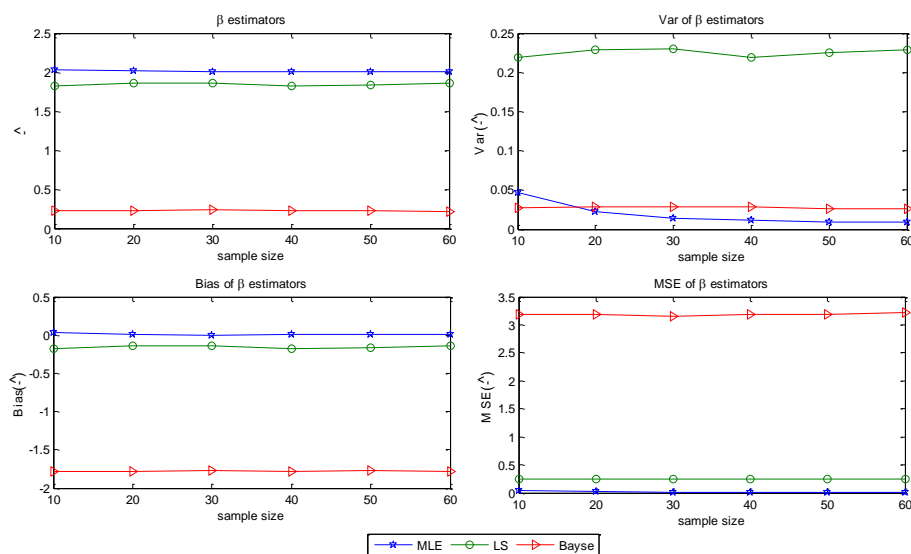 β estimators
2.5
2
1.5
1
0.5
0
^
-
10 20 30 40 50 60
sample size
Var of β estimators
0.25
0.2
0.15
0.1
0.05
0
Var(-^)
10 20 30 40 50 60
sample size
Bias of β estimators
0.5
0
-0.5
-1
-1.5
-2
Bias(-^)
10 20 30 40 50 60
sample size
MSE of β estimators
3.5
3
2.5
2
1.5
1
0.5
0
MSE(-^)
10 20 30 40 50 60
sample size
MLE LS Bayse